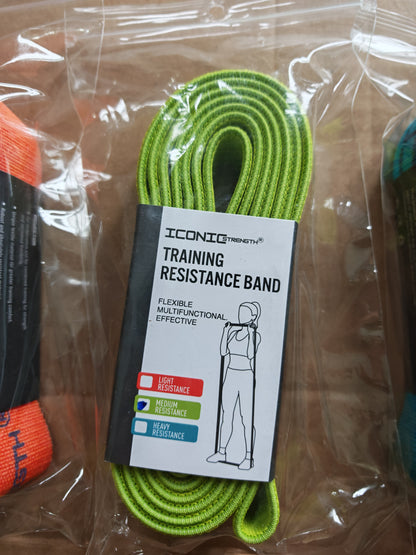 ICONIC STRENGTH®
TRAINING
RESISTANCE BAND
FLEXIBLE
MULTIFUNCTIONAL
EFFECTIVE
LIGHT
RESISTANCE
MEDIUM
RESISTANCE
HEAVY
RESISTANCE